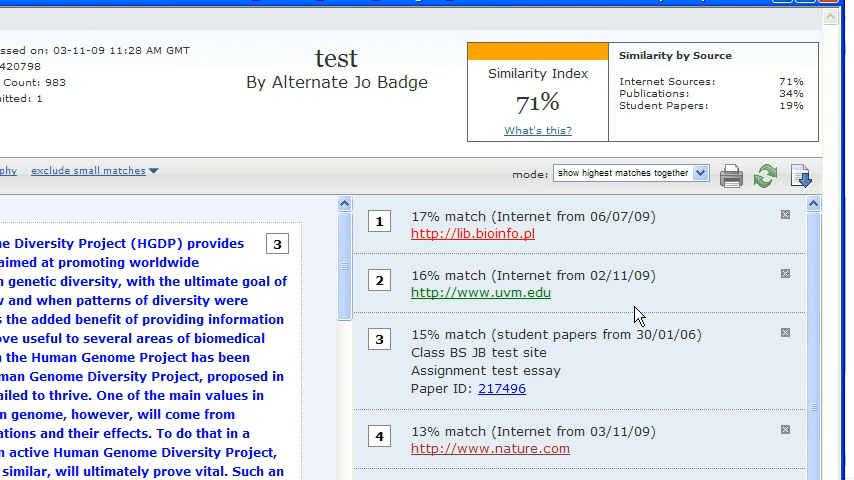 ssed on: 03-11-09 11:28 AM GMT
420798
Count: 983
itted: 1
test
By Alternate Jo Badge
Similarity Index
71%
What's this?
Similarity by Source
Internet Sources: 71%
Publications: 34%
Student Papers: 19%
phy exclude small matches
mode: show highest matches together
e Diversity Project (HGDP) provides
aimed at promoting worldwide
n genetic diversity, with the ultimate goal of
w and when patterns of diversity were
s the added benefit of providing information
ove useful to several areas of biomedical
n the Human Genome Project has been
man Genome Diversity Project, proposed in
ailed to thrive. One of the main values in
n genome, however, will come from
ations and their effects. To do that in a
m active Human Genome Diversity Project,
similar, will ultimately prove vital. Such an
3
1 17% match (Internet from 06/07/09)
http://lib.bioinfo.pl
2 16% match (Internet from 02/11/09)
http://www.uvm.edu
3 15% match (student papers from 30/01/06)
Class BS JB test site
Assignment test essay
Paper ID: 217496
4 13% match (Internet from 03/11/09)
http://www.nature.com